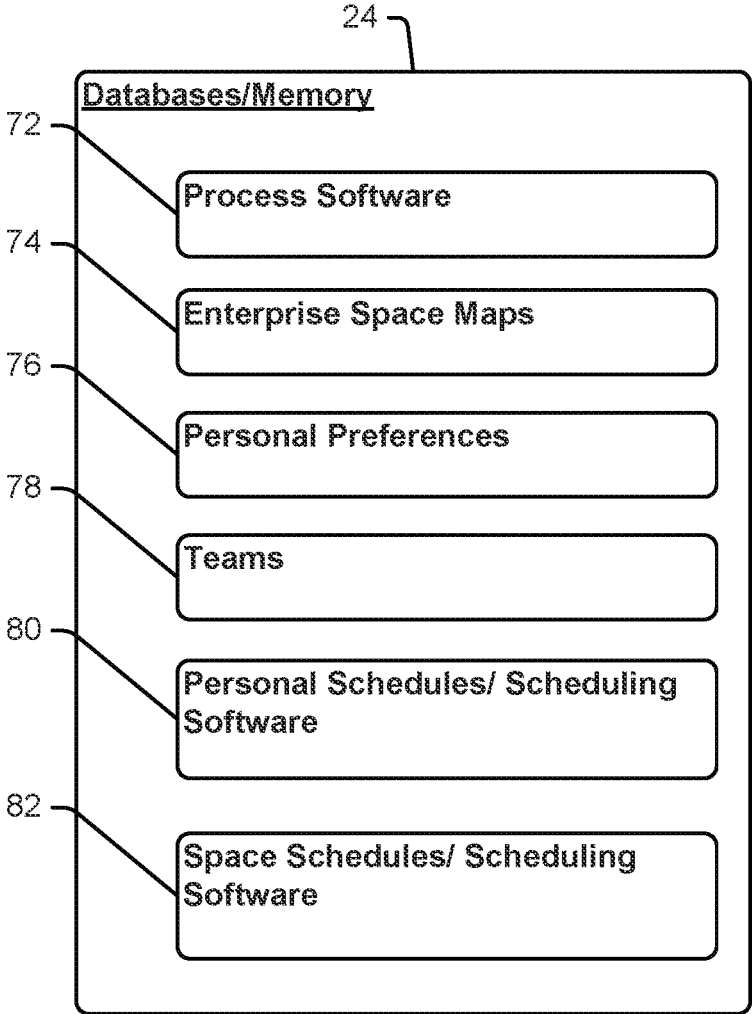 24
Databases/Memory
72
Process Software
74
Enterprise Space Maps
76
Personal Preferences
78
Teams
80
Personal Schedules/ Scheduling
Software
82
Space Schedules/ Scheduling
Software